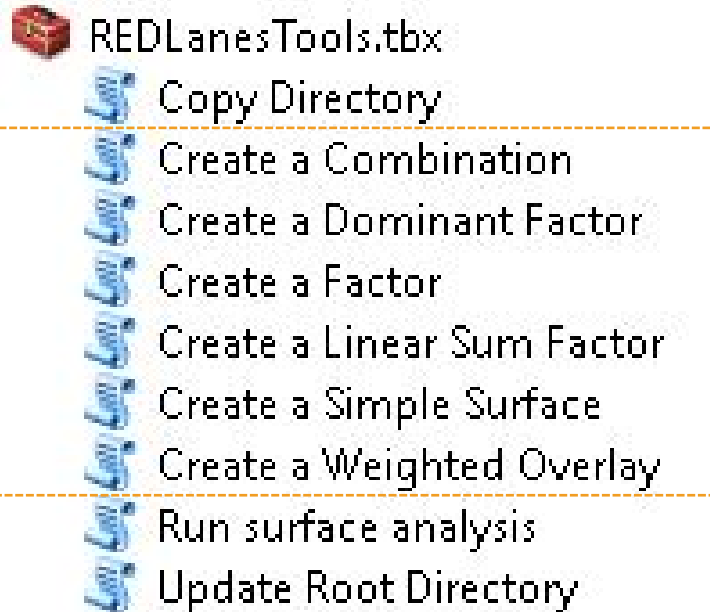 REDLanesTools.tbx
Copy Directory
Create a Combination
Create a Dominant Factor
Create a Factor
Create a Linear Sum Factor
Create a Simple Surface
Create a Weighted Overlay
Run surface analysis
Update Root Directory